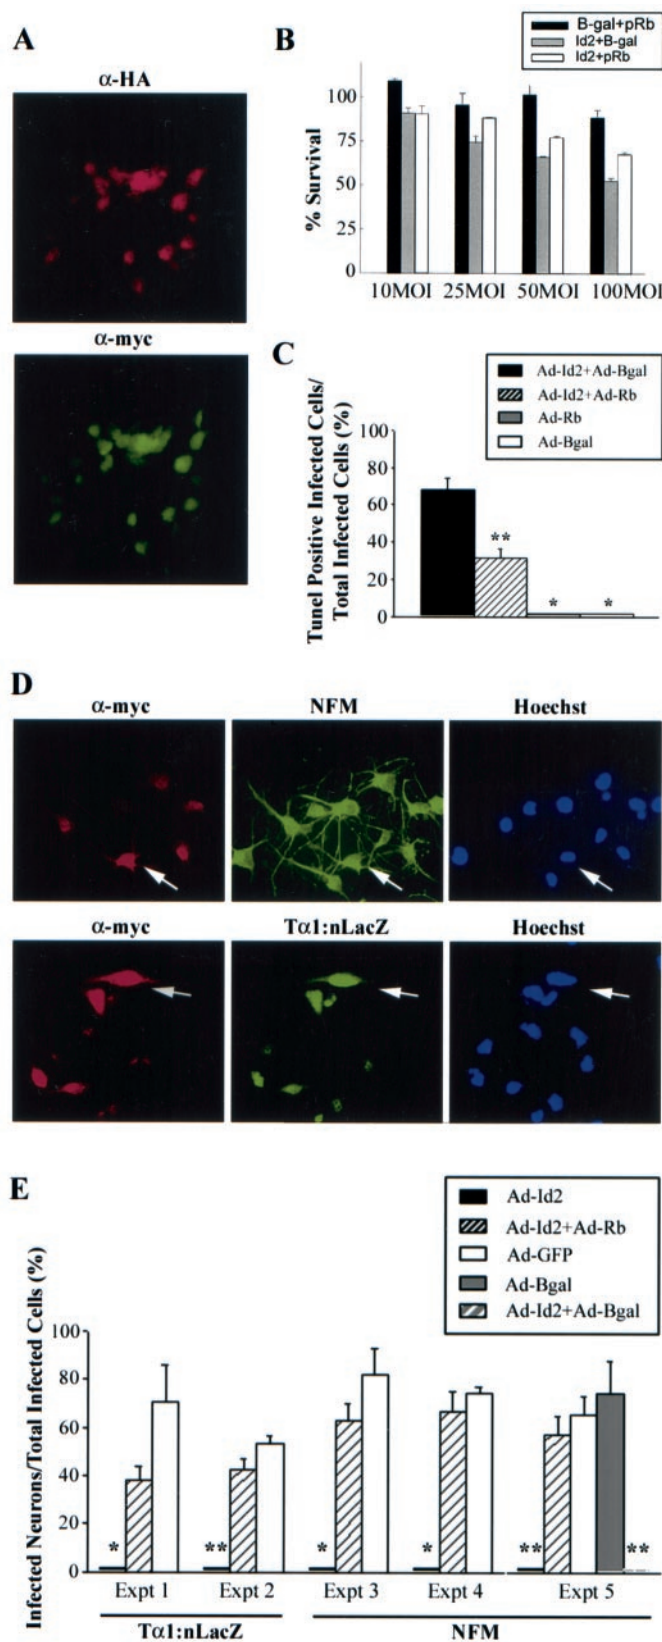 A
α-HA
α-myc
B
B-gal+pRb
Id2+B-gal
Id2+pRb
% Survival
100
75
50
25
0
10MOI 25MOI 50MOI 100MOI
C
Ad-Id2+Ad-Bgal
Ad-Id2+Ad-Rb
Ad-Rb
Ad-Bgal
Tunel Positive Infected Cells/
Total Infected Cells (%)
100
80
60
40
20
0
**
* *
D
α-myc NFM Hoechst
α-myc Tα1:nLacZ Hoechst
E
Ad-Id2
Ad-Id2+Ad-Rb
Ad-GFP
Ad-Bgal
Ad-Id2+Ad-Bgal
Infected Neurons/Total Infected Cells (%)
100
80
60
40
20
0
* ** * * ** **
Expt 1 Expt 2 Expt 3 Expt 4 Expt 5
Tα1:nLacZ NFM